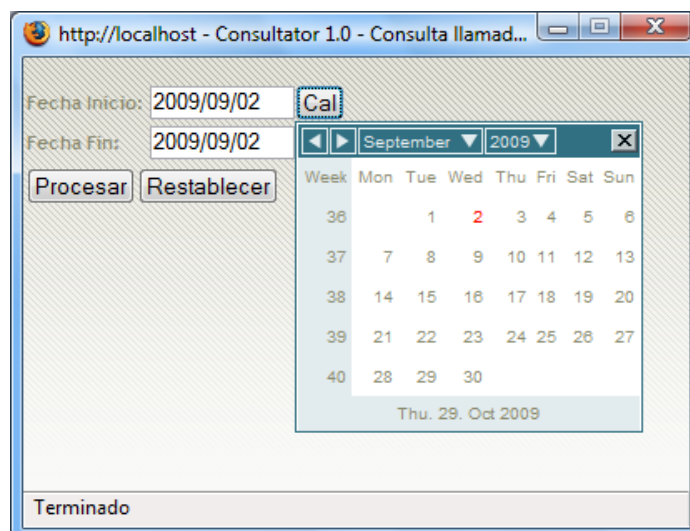 http://localhost - Consultator 1.0 - Consulta llamad...
Fecha Inicio: 2009/09/02 Cal
Fecha Fin: 2009/09/02
Procesar Restablecer
September 2009 X
Week Mon Tue Wed Thu Fri Sat Sun
36 1 2 3 4 5 6
37 7 8 9 10 11 12 13
38 14 15 16 17 18 19 20
39 21 22 23 24 25 26 27
40 28 29 30
Thu. 29. Oct 2009
Terminado